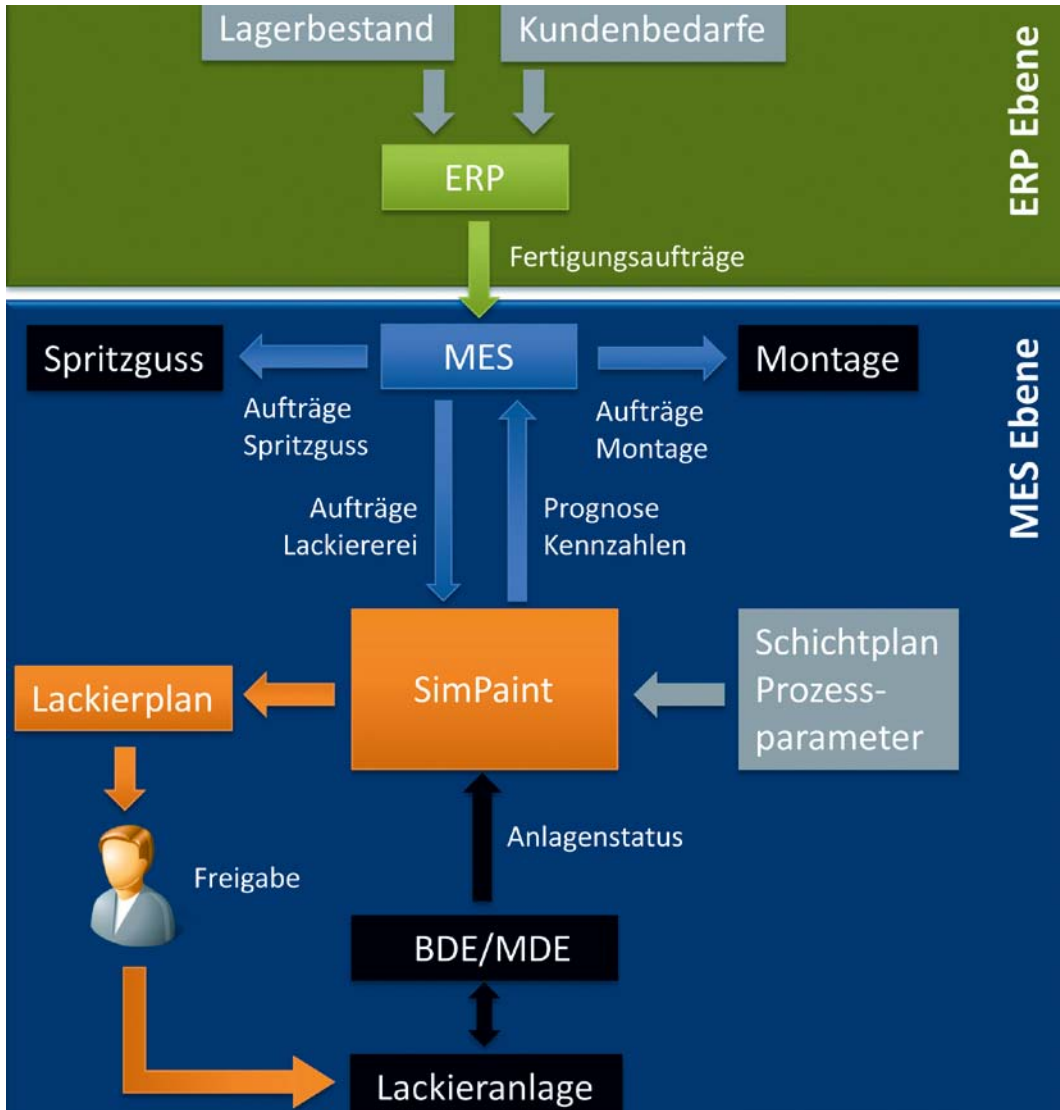 Lagerbestand
Kundenbedarfe
ERP Ebene
ERP
Fertigungsaufträge
MES Ebene
Spritzguss
MES
Montage
Aufträge
Spritzguss
Aufträge
Montage
Aufträge
Lackiererei
Prognose
Kennzahlen
Lackierplan
SimPaint
Schichtplan
Prozess-
parameter
Anlagenstatus
Freigabe
BDE/MDE
Lackieranlage